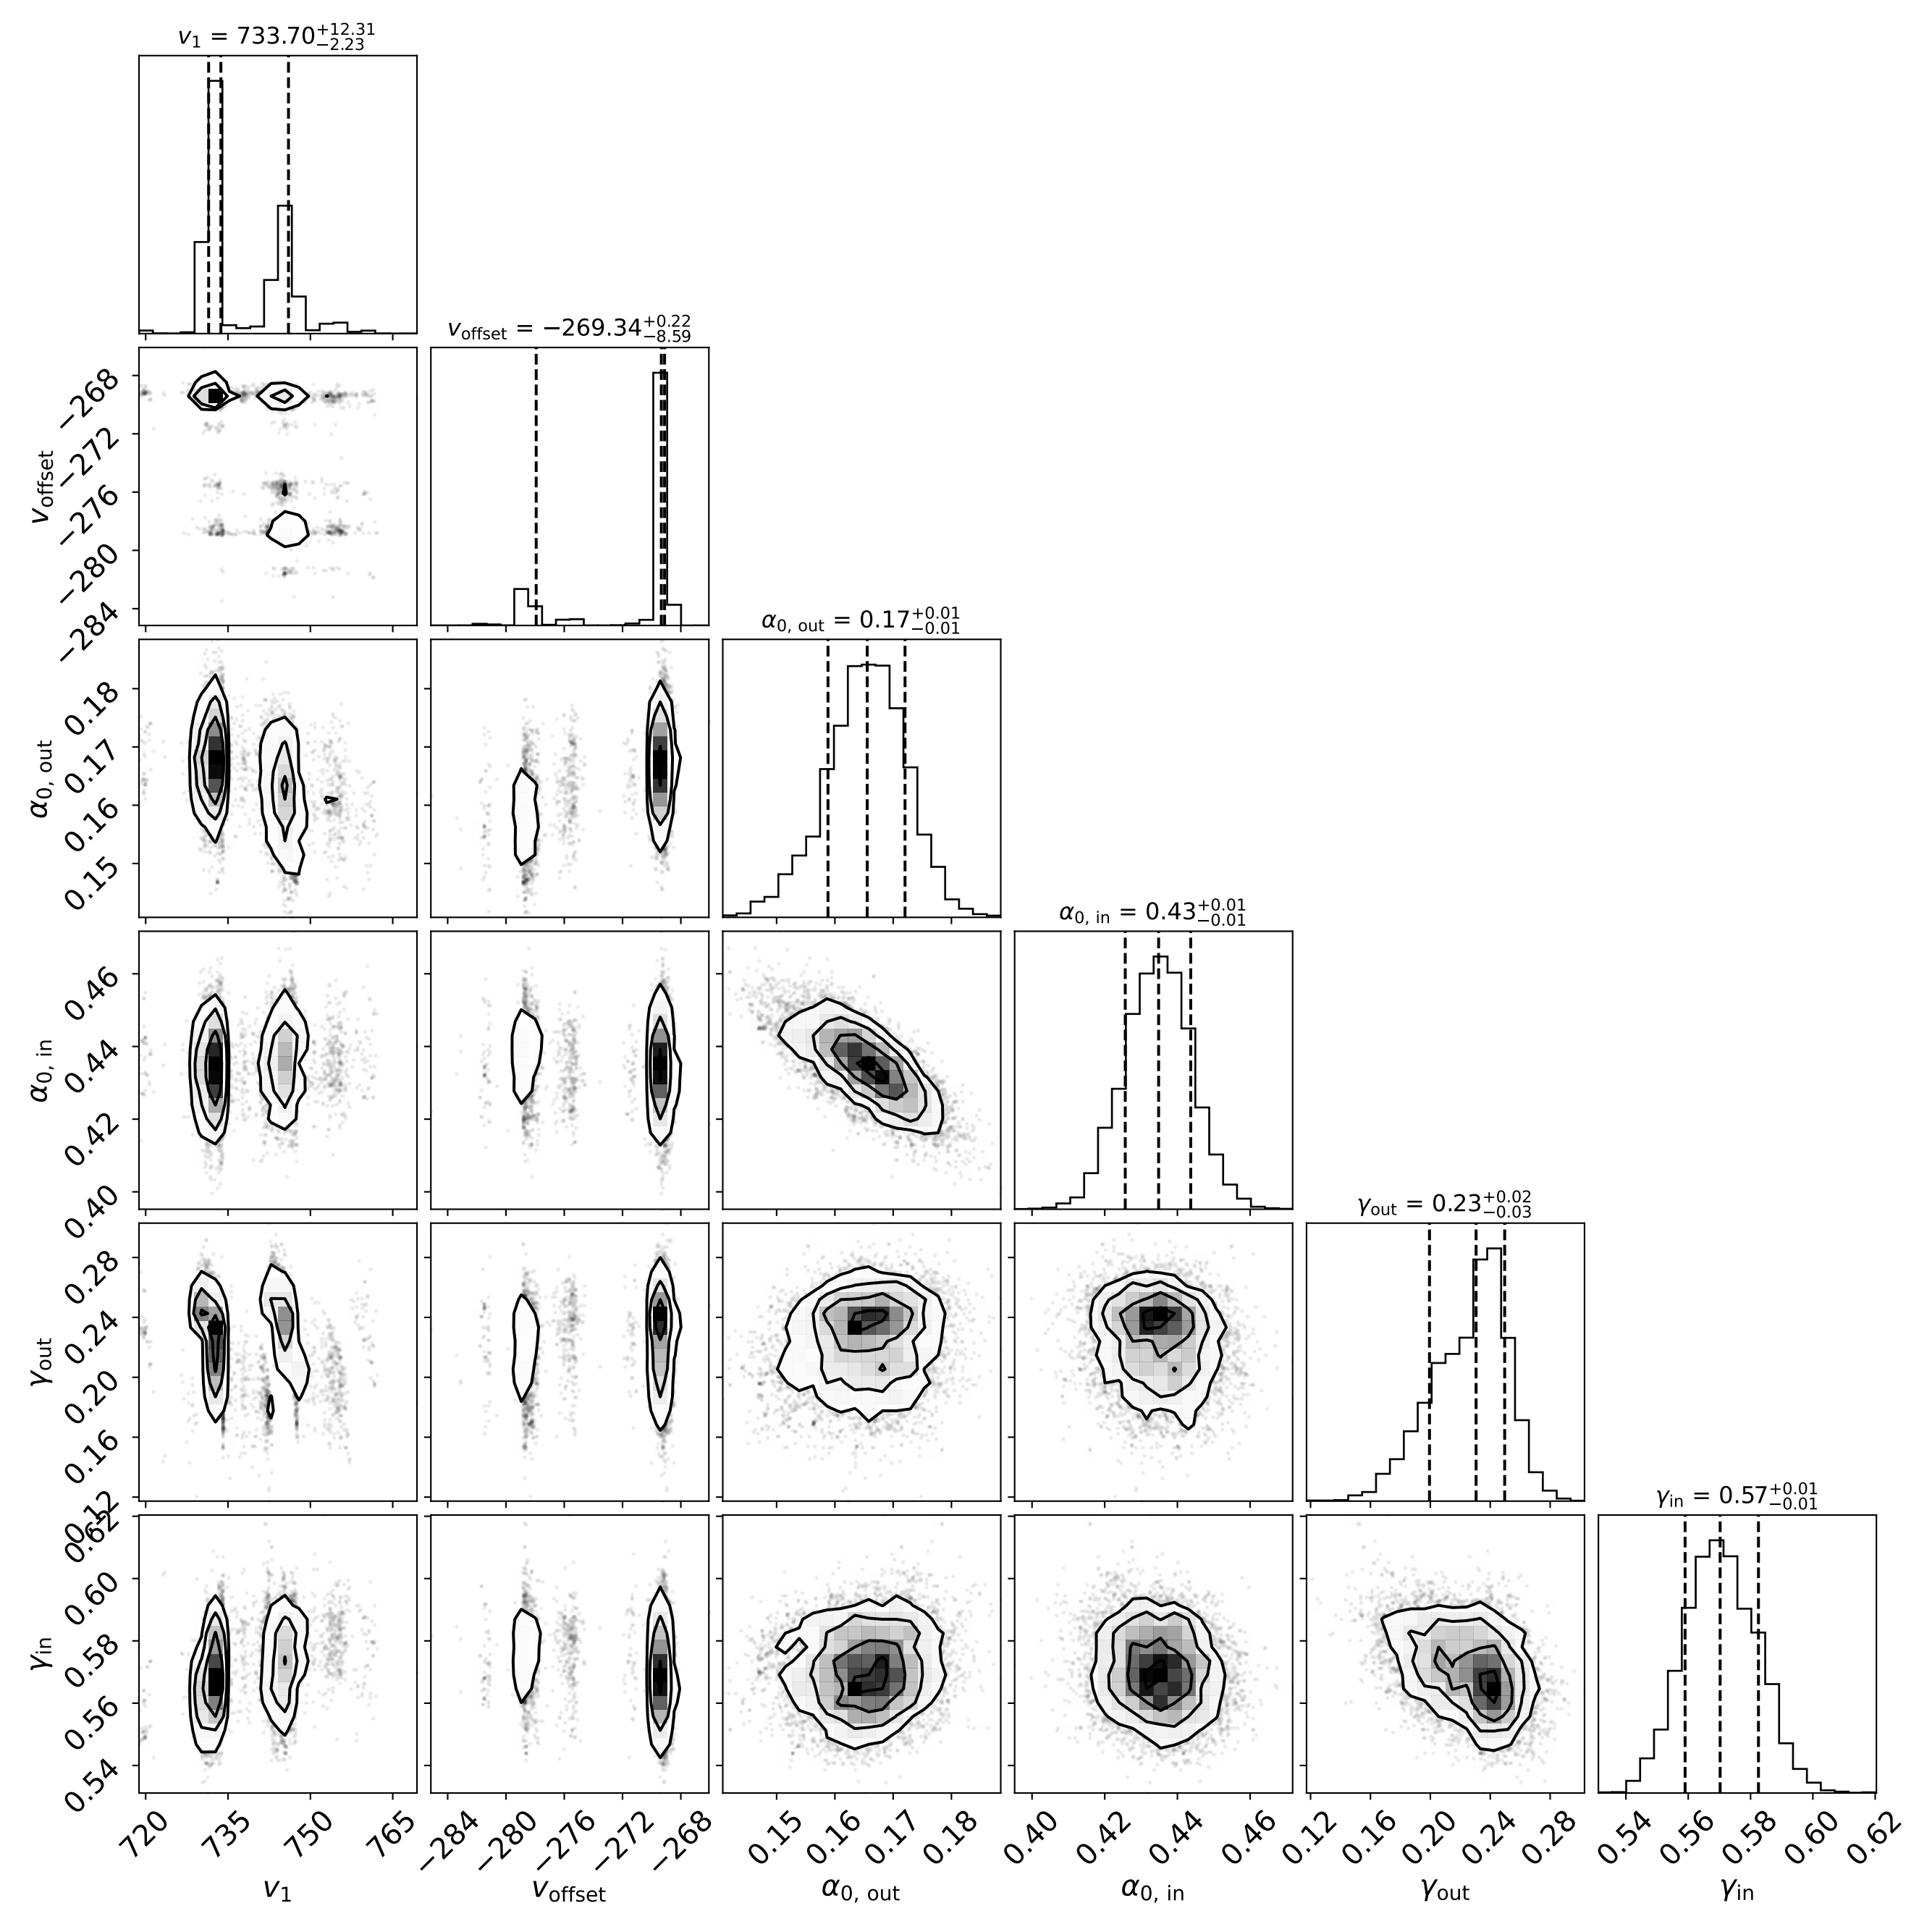 v₁ = 733.70⁺¹²·³¹₋₂.₂₃
v_offset = −269.34⁺⁰·²²₋₈.₅₉
−268
−272
−276
−280
−284
v_offset
α₀, out = 0.17⁺⁰·⁰¹₋₀.₀₁
0.18
0.17
0.16
0.15
α₀, out
α₀, in = 0.43⁺⁰·⁰¹₋₀.₀₁
0.46
0.44
0.42
0.40
α₀, in
γout = 0.23⁺⁰·⁰²₋₀.₀₃
0.28
0.24
0.20
0.16
0.12
γout
γin = 0.57⁺⁰·⁰¹₋₀.₀₁
0.62
0.60
0.58
0.56
0.54
γin
720 735 750 765
−284 −280 −276 −272 −268
0.15 0.16 0.17 0.18
0.40 0.42 0.44 0.46
0.12 0.16 0.20 0.24 0.28
0.54 0.56 0.58 0.60 0.62
v₁ v_offset α₀, out α₀, in γout γin